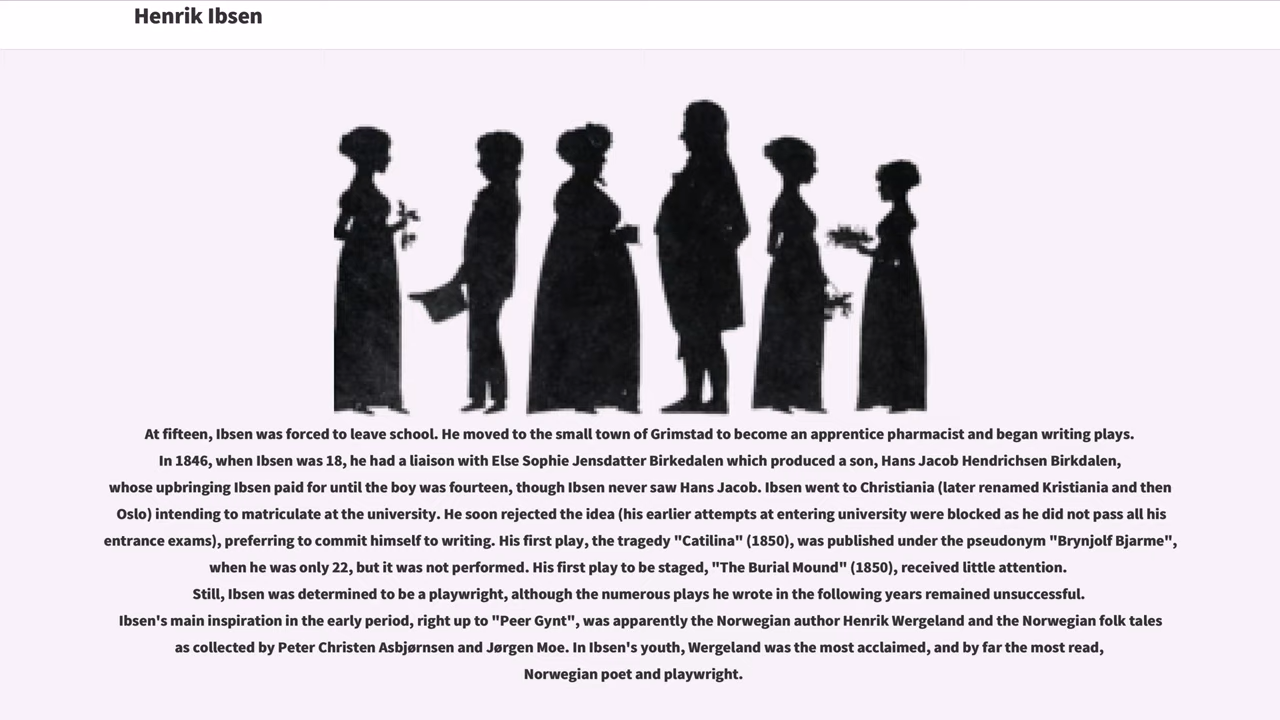 Henrik Ibsen
At fifteen, Ibsen was forced to leave school. He moved to the small town of Grimstad to become an apprentice pharmacist and began writing plays.
In 1846, when Ibsen was 18, he had a liaison with Else Sophie Jensdatter Birkedalen which produced a son, Hans Jacob Hendrichsen Birkdalen,
whose upbringing Ibsen paid for until the boy was fourteen, though Ibsen never saw Hans Jacob. Ibsen went to Christiania (later renamed Kristiania and then
Oslo) intending to matriculate at the university. He soon rejected the idea (his earlier attempts at entering university were blocked as he did not pass all his
entrance exams), preferring to commit himself to writing. His first play, the tragedy "Catilina" (1850), was published under the pseudonym "Brynjolf Bjarme",
when he was only 22, but it was not performed. His first play to be staged, "The Burial Mound" (1850), received little attention.
Still, Ibsen was determined to be a playwright, although the numerous plays he wrote in the following years remained unsuccessful.
Ibsen's main inspiration in the early period, right up to "Peer Gynt", was apparently the Norwegian author Henrik Wergeland and the Norwegian folk tales
as collected by Peter Christen Asbjørnsen and Jørgen Moe. In Ibsen's youth, Wergeland was the most acclaimed, and by far the most read,
Norwegian poet and playwright.